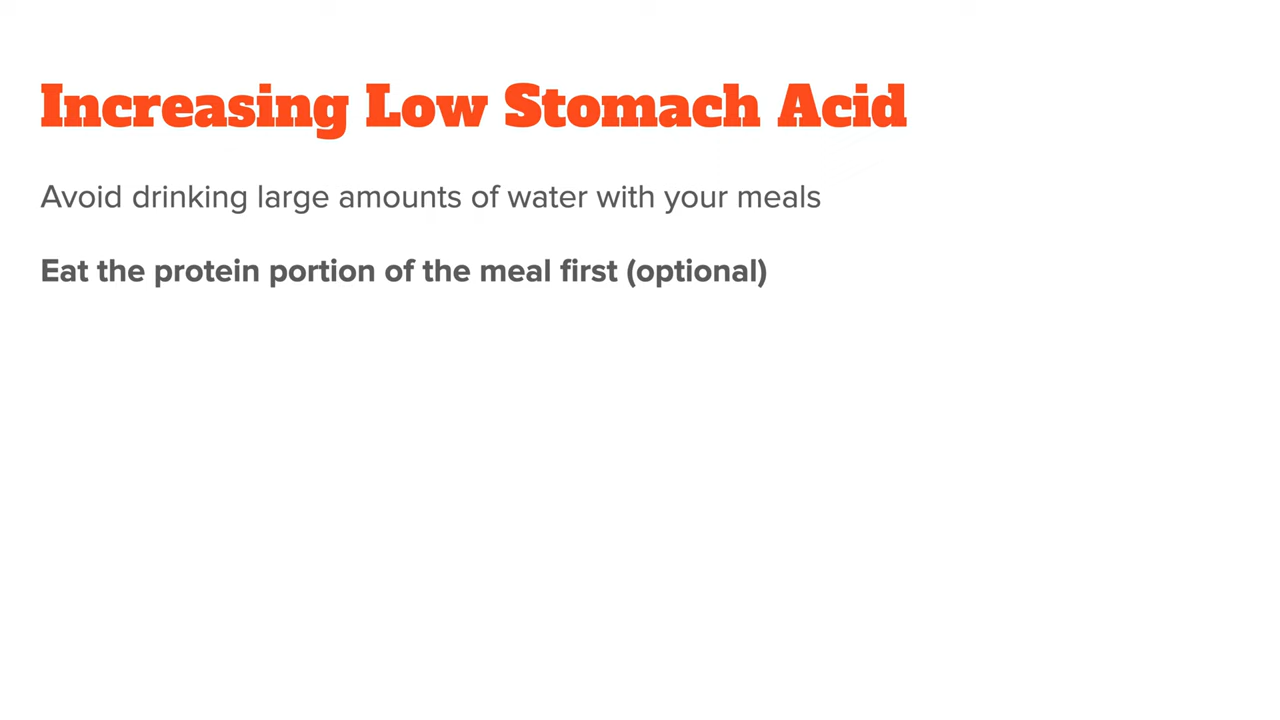 Increasing Low Stomach Acid
Avoid drinking large amounts of water with your meals
Eat the protein portion of the meal first (optional)